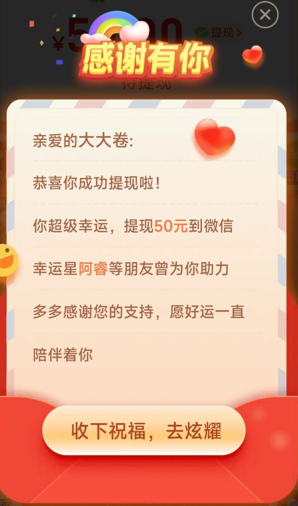 ¥
提现>
感谢有你
待提现
亲爱的大大卷:
恭喜你成功提现啦!
你超级幸运，提现50元到微信
幸运星阿睿等朋友曾为你助力
多多感谢您的支持，愿好运一直
陪伴着你
收下祝福，去炫耀